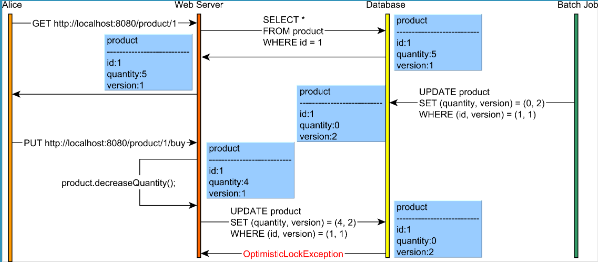 Alice
Web Server
Database
Batch Job
GET http://localhost:8080/product/1
SELECT *
FROM product
WHERE id = 1
product
--------------------------
id:1
quantity:5
version:1
product
--------------------------
id:1
quantity:5
version:1
UPDATE product
SET (quantity, version) = (0, 2)
WHERE (id, version) = (1, 1)
product
--------------------------
id:1
quantity:0
version:2
PUT http://localhost:8080/product/1/buy
product
--------------------------
id:1
quantity:4
version:1
product.decreaseQuantity();
UPDATE product
SET (quantity, version) = (4, 2)
WHERE (id, version) = (1, 1)
product
--------------------------
id:1
quantity:0
version:2
OptimisticLockException